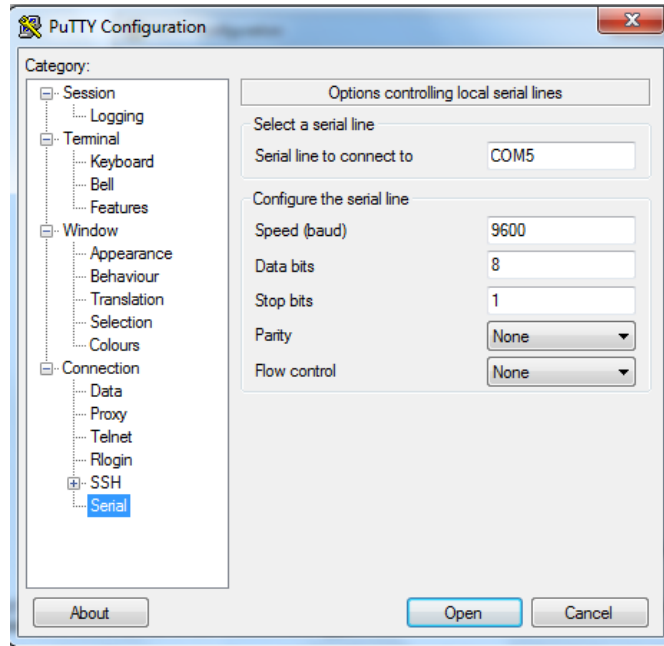 PuTTY Configuration
Category:
Session
Logging
Terminal
Keyboard
Bell
Features
Window
Appearance
Behaviour
Translation
Selection
Colours
Connection
Data
Proxy
Telnet
Rlogin
SSH
Serial
Options controlling local serial lines
Select a serial line
Serial line to connect to COM5
Configure the serial line
Speed (baud) 9600
Data bits 8
Stop bits 1
Parity None
Flow control None
About Open Cancel